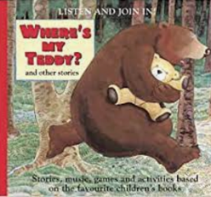 LISTEN AND JOIN IN!
WHERE'S
MY
TEDDY?
and other stories
Stories, music, games and activities based
on the favourite children's books